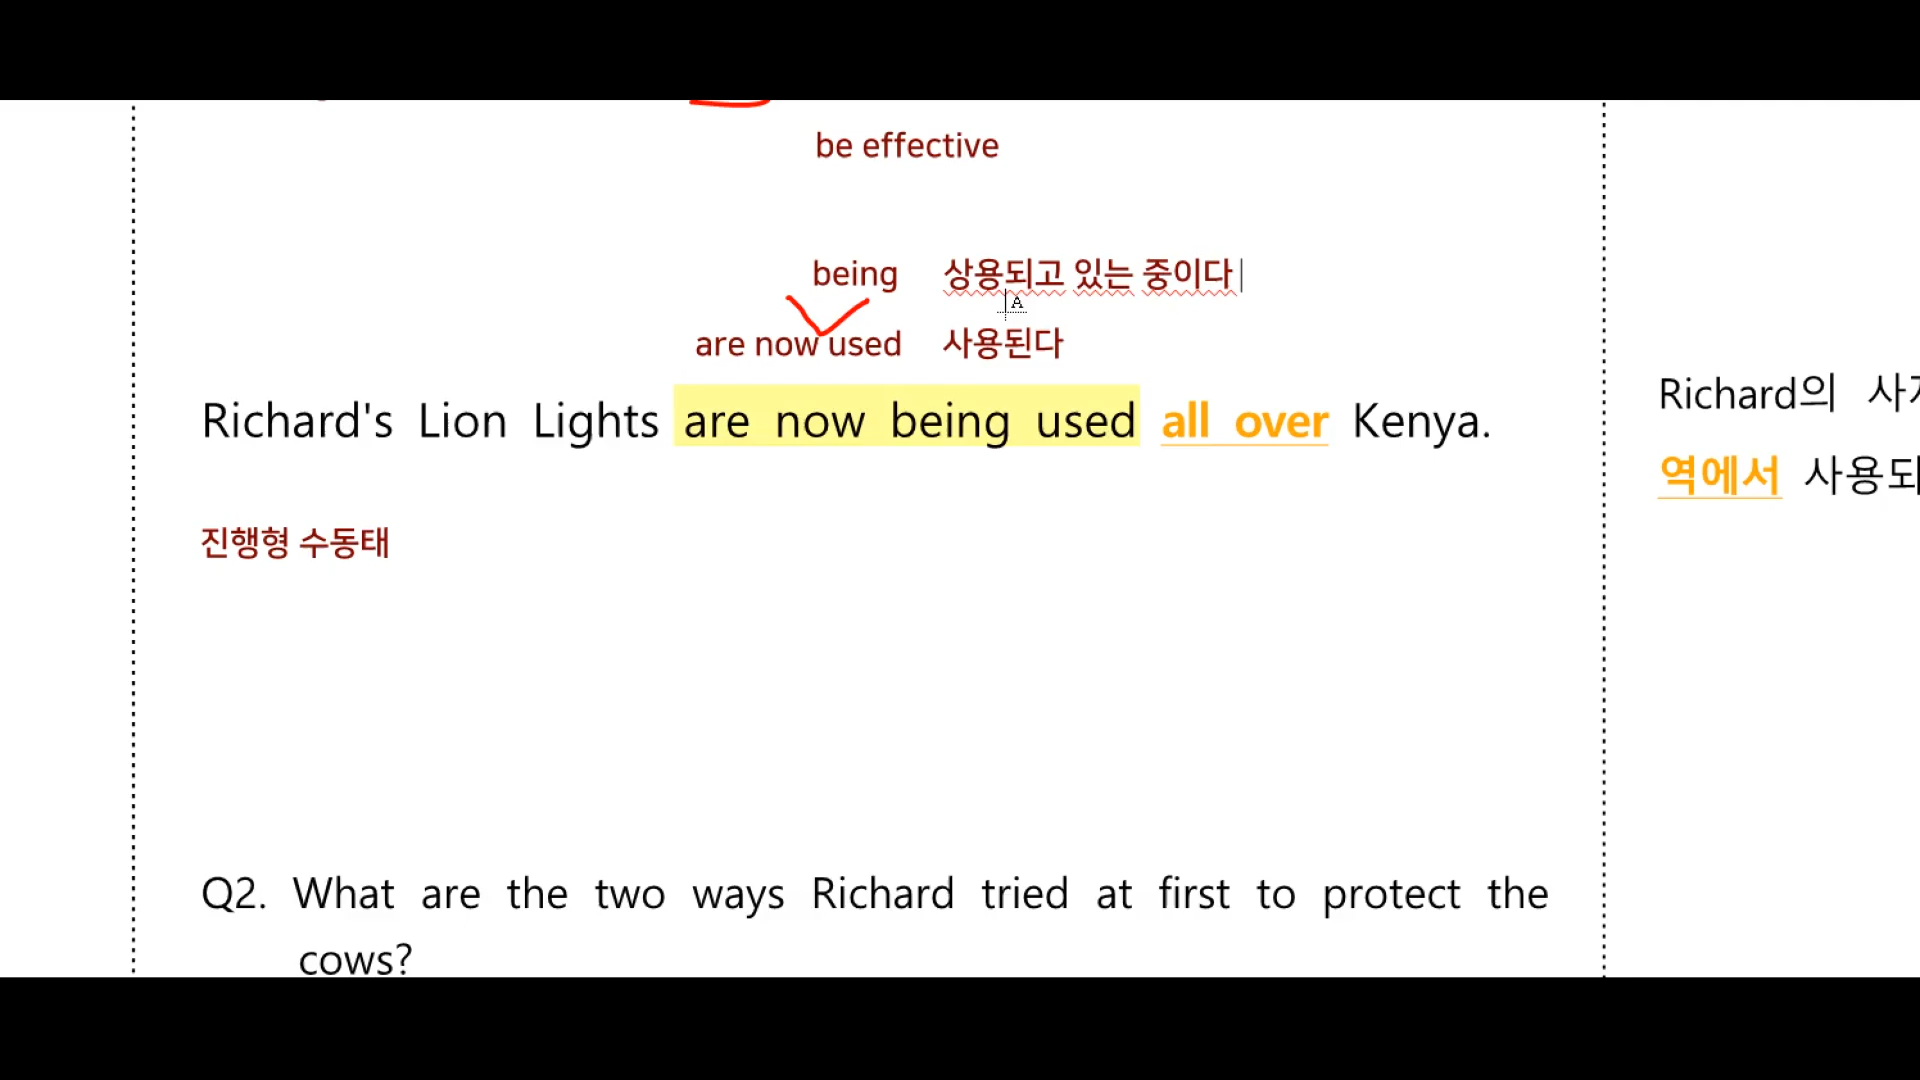 be effective
being 상용되고 있는 중이다
are now used 사용된다
Richard's Lion Lights are now being used all over Kenya.
진행형 수동태
Q2. What are the two ways Richard tried at first to protect the
cows?
Richard의
역에서